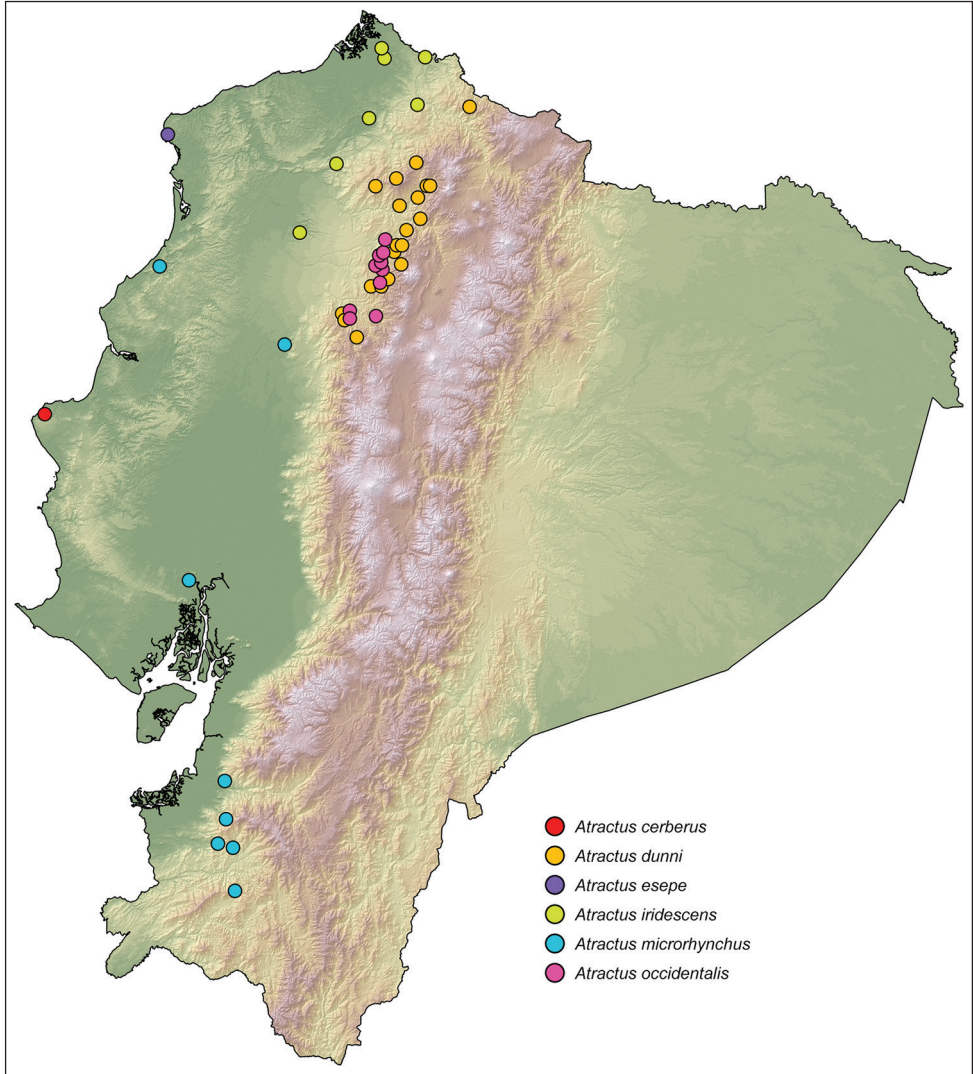 Atractus cerberus
Atractus dunni
Atractus esepe
Atractus iridescens
Atractus microrhynchus
Atractus occidentalis